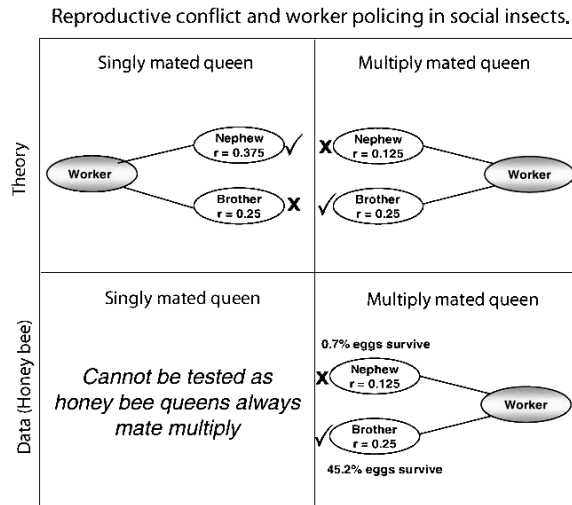 Reproductive conflict and worker policing in social insects.
Singly mated queen
Multiply mated queen
Theory
Worker
Nephew
r = 0.375
✓
Brother
r = 0.25
X
X
Nephew
r = 0.125
✓
Brother
r = 0.25
Worker
Data (Honey bee)
Singly mated queen
Cannot be tested as
honey bee queens always
mate multiply
Multiply mated queen
0.7% eggs survive
X
Nephew
r = 0.125
✓
Brother
r = 0.25
45.2% eggs survive
Worker